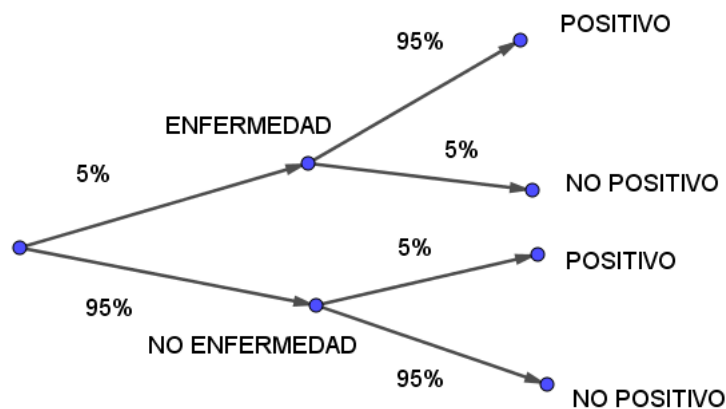 POSITIVO
95%
ENFERMEDAD
5%
5%
NO POSITIVO
5%
POSITIVO
95%
NO ENFERMEDAD
95%
NO POSITIVO